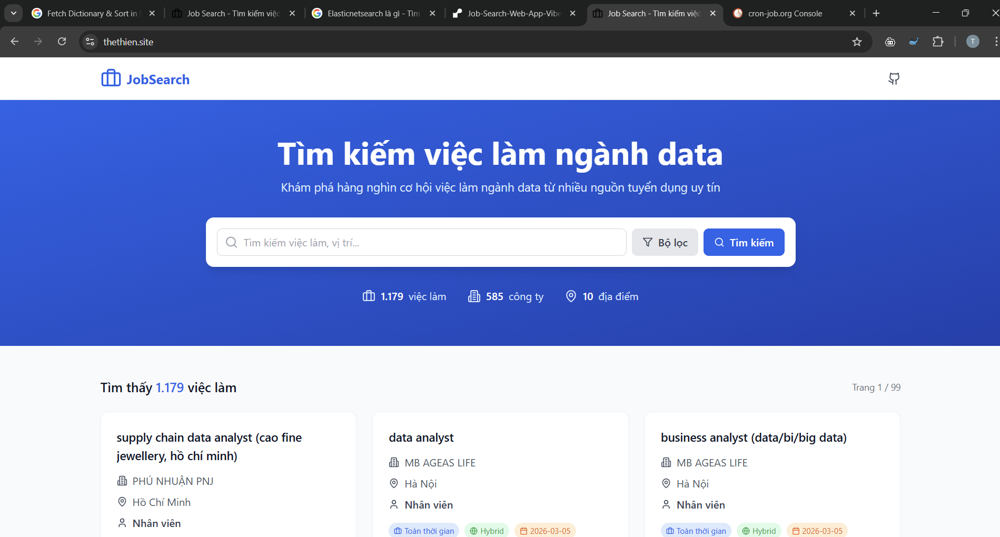 Fetch Dictionary & Sort in
Job Search - Tìm kiếm việc
Elasticnetsearch là gì - Tìm
Job-Search-Web-App-Vibe
Job Search - Tìm kiếm việc
cron-job.org Console
thethien.site
T
JobSearch
Tìm kiếm việc làm ngành data
Khám phá hàng nghìn cơ hội việc làm ngành data từ nhiều nguồn tuyển dụng uy tín
Tìm kiếm việc làm, vị trí...
Bộ lọc
Tìm kiếm
1.179 việc làm
585 công ty
10 địa điểm
Tìm thấy 1.179 việc làm
Trang 1 / 99
supply chain data analyst (cao fine
jewellery, hồ chí minh)
PHÚ NHUẬN PNJ
Hồ Chí Minh
Nhân viên
data analyst
MB AGEAS LIFE
Hà Nội
Nhân viên
Toàn thời gian
Hybrid
2026-03-05
business analyst (data/bi/big data)
MB AGEAS LIFE
Hà Nội
Nhân viên
Toàn thời gian
Hybrid
2026-03-05